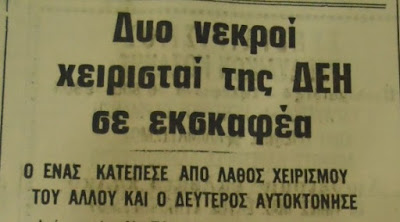 Δυο νεκροί
χειρισταί της ΔΕΗ
σε εκσκαφέα
Ο ΕΝΑΣ ΚΑΤΕΠΕΣΕ ΑΠΟ ΛΑΘΟΣ ΧΕΙΡΙΣΜΟΥ
ΤΟΥ ΑΛΛΟΥ ΚΑΙ Ο ΔΕΥΤΕΡΟΣ ΑΥΤΟΚΤΟΝΗΣΕ